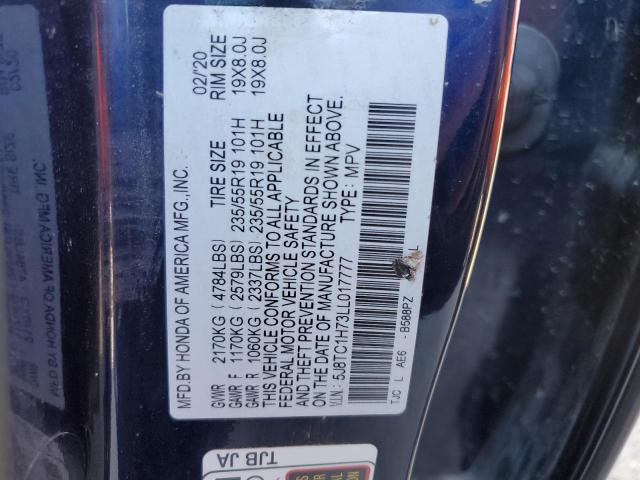 MFD.BY HONDA OF AMERICA MFG.,INC. 02/20
GVWR 2170KG (4784LBS) TIRE SIZE RIM SIZE
GAWR F 1170KG (2579LBS) 235/55R19 101H 19X8.0J
GAWR R 1060KG (2337LBS) 235/55R19 101H 19X8.0J
THIS VEHICLE CONFORMS TO ALL APPLICABLE
FEDERAL MOTOR VEHICLE SAFETY
AND THEFT PREVENTION STANDARDS IN EFFECT
ON THE DATE OF MANUFACTURE SHOWN ABOVE.
V.I.N.: 5J8TC1H73LL017777 TYPE: MPV
TJC L AE6 -B588PZ
TJB JA